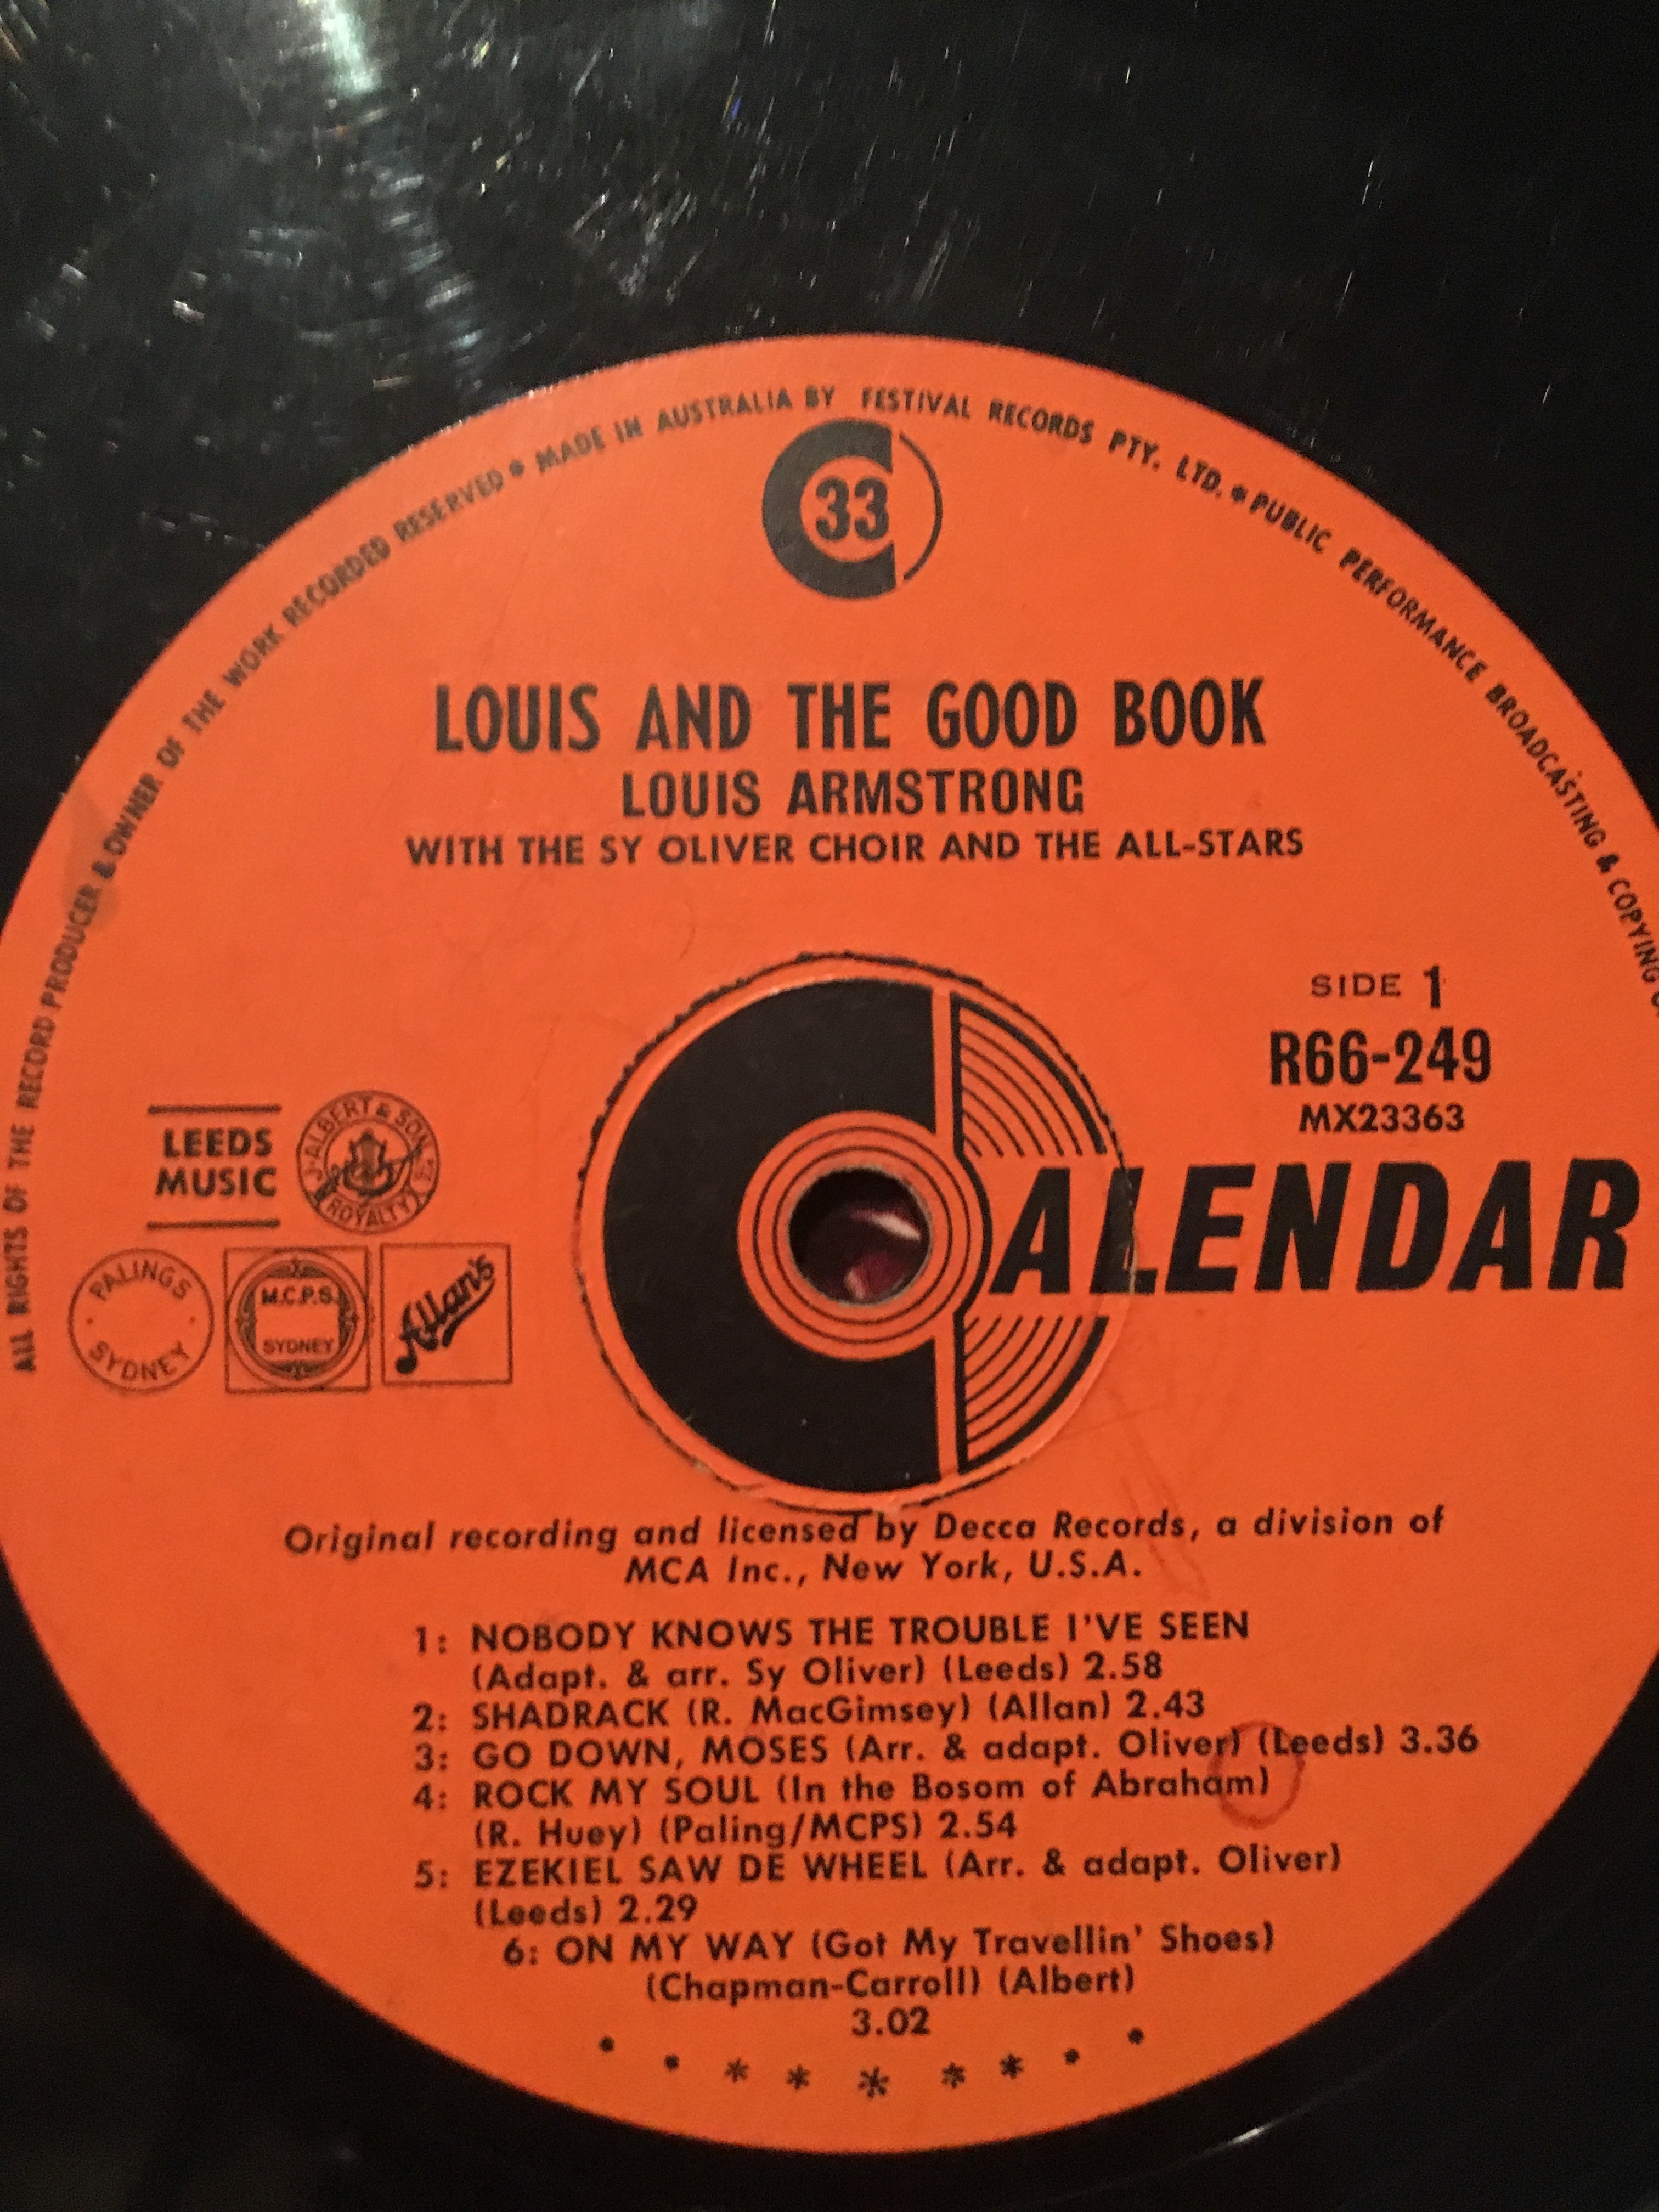 ALL RIGHTS OF THE RECORD PRODUCER & OWNER OF THE WORK RECORDED RESERVED * MADE IN AUSTRALIA BY FESTIVAL RECORDS PTY. LTD. * PUBLIC PERFORMANCE BROADCASTING & COPYING
33
LOUIS AND THE GOOD BOOK
LOUIS ARMSTRONG
WITH THE SY OLIVER CHOIR AND THE ALL-STARS
SIDE 1
R66-249
MX23363
CALENDAR
LEEDS
MUSIC
J. ALBERT & SON
ROYALTY
PALINGS
SYDNEY
M.C.P.S.
SYDNEY
Allan's
Original recording and licensed by Decca Records, a division of
MCA Inc., New York, U.S.A.
1: NOBODY KNOWS THE TROUBLE I'VE SEEN
(Adapt. & arr. Sy Oliver) (Leeds) 2.58
2: SHADRACK (R. MacGimsey) (Allan) 2.43
3: GO DOWN, MOSES (Arr. & adapt. Oliver) (Leeds) 3.36
4: ROCK MY SOUL (In the Bosom of Abraham)
(R. Huey) (Paling/MCPS) 2.54
5: EZEKIEL SAW DE WHEEL (Arr. & adapt. Oliver)
(Leeds) 2.29
6: ON MY WAY (Got My Travellin' Shoes)
(Chapman-Carroll) (Albert)
3.02